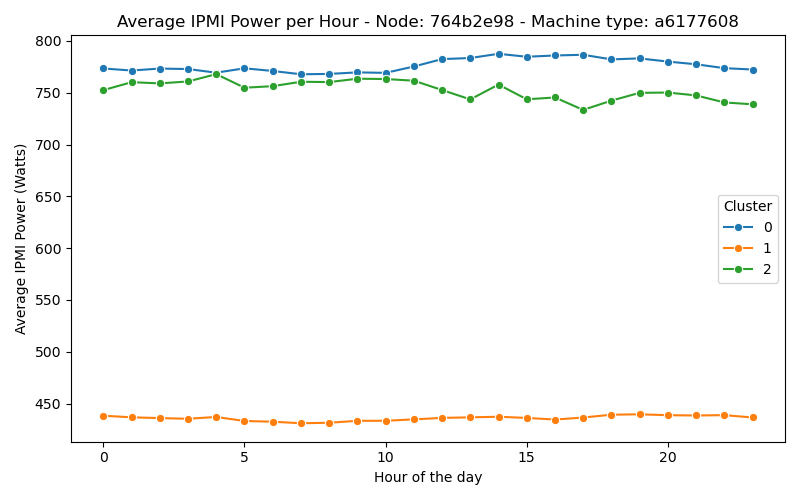 Average IPMI Power per Hour - Node: 764b2e98 - Machine type: a6177608
Average IPMI Power (Watts)
800
750
700
650
600
550
500
450
0 5 10 15 20
Hour of the day
Cluster
0
1
2